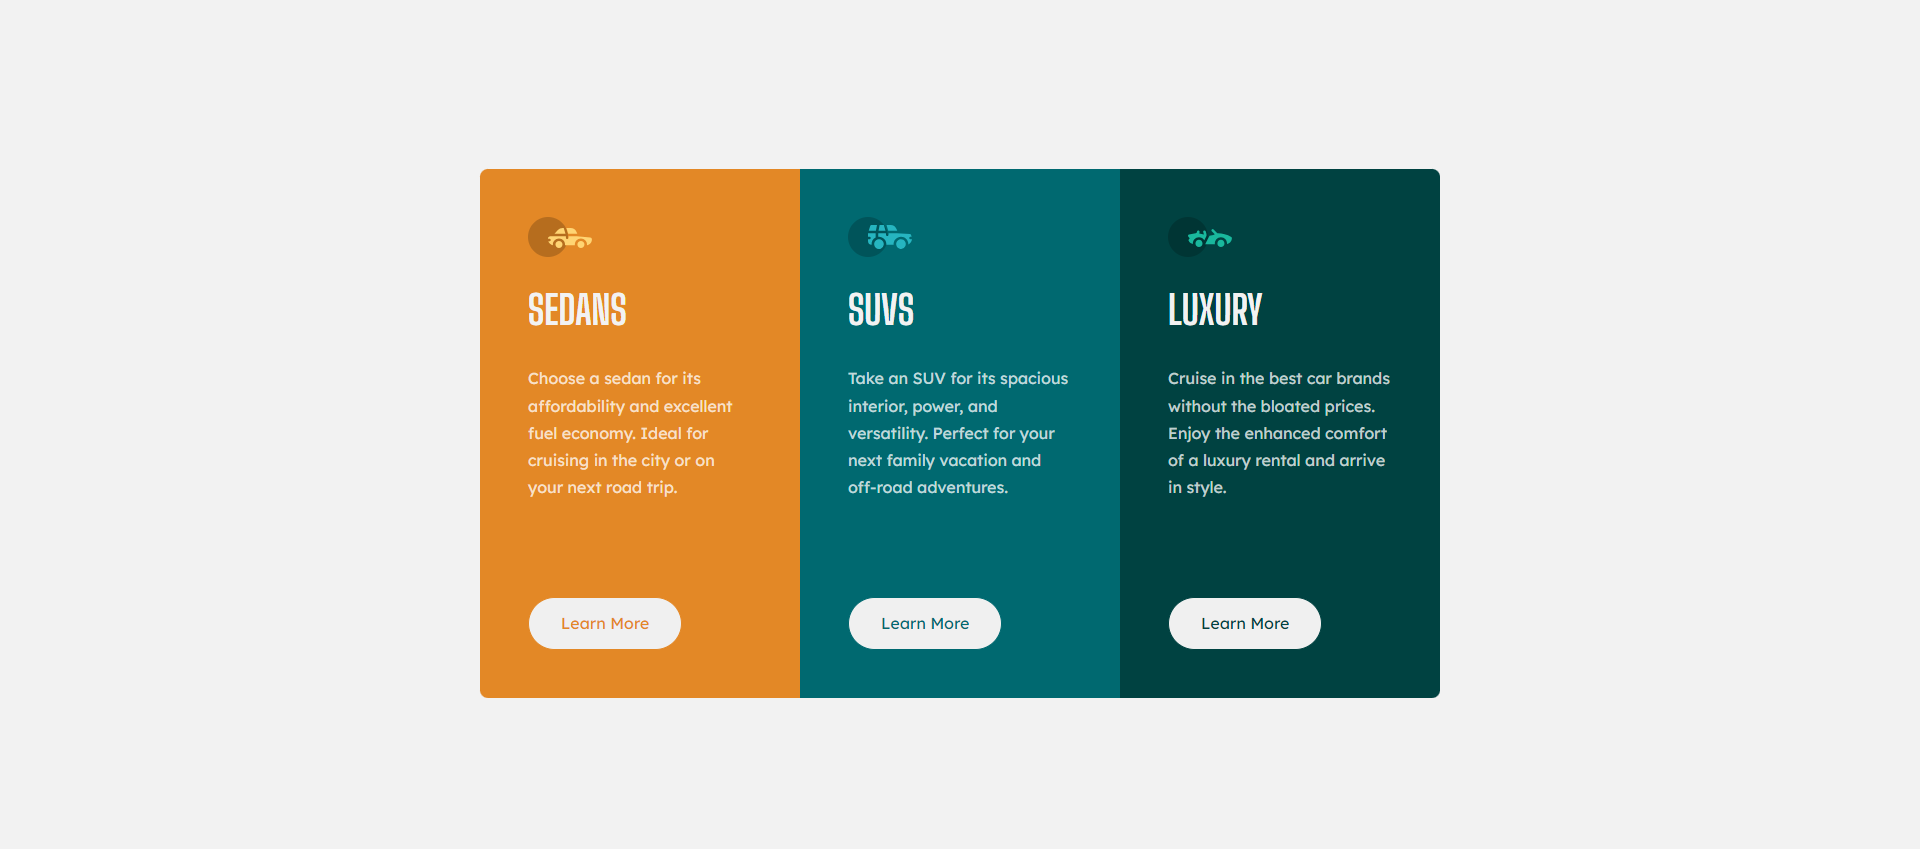 SEDANS
Choose a sedan for its
affordability and excellent
fuel economy. Ideal for
cruising in the city or on
your next road trip.
Learn More
SUVS
Take an SUV for its spacious
interior, power, and
versatility. Perfect for your
next family vacation and
off-road adventures.
Learn More
LUXURY
Cruise in the best car brands
without the bloated prices.
Enjoy the enhanced comfort
of a luxury rental and arrive
in style.
Learn More